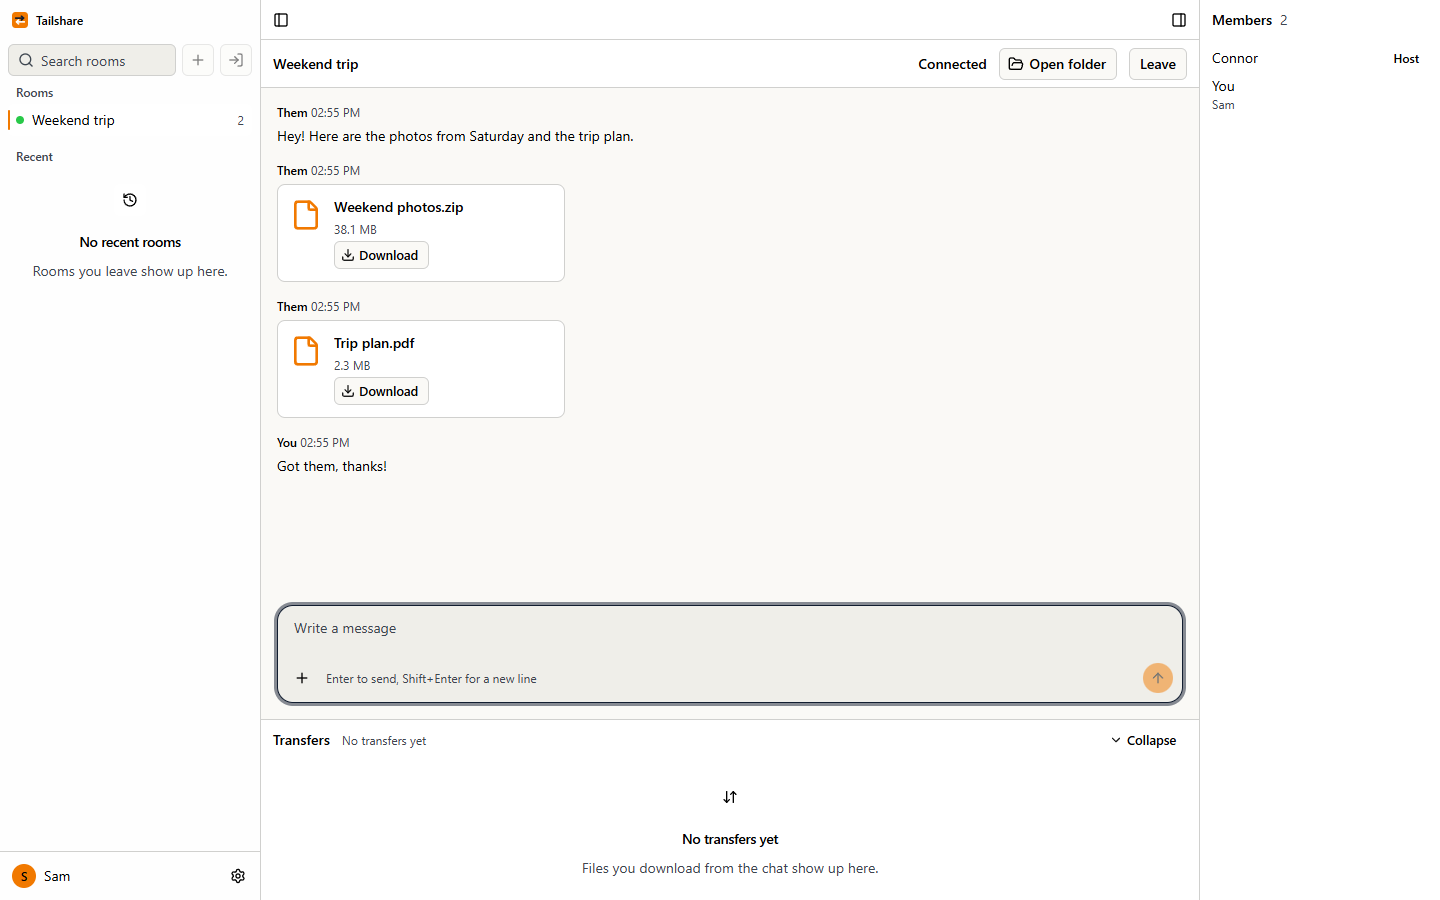 Tailshare
Search rooms
Rooms
Weekend trip 2
Recent
No recent rooms
Rooms you leave show up here.
S Sam
Weekend trip
Connected
Open folder
Leave
Them 02:55 PM
Hey! Here are the photos from Saturday and the trip plan.
Them 02:55 PM
Weekend photos.zip
38.1 MB
Download
Them 02:55 PM
Trip plan.pdf
2.3 MB
Download
You 02:55 PM
Got them, thanks!
Write a message
Enter to send, Shift+Enter for a new line
Transfers No transfers yet
Collapse
No transfers yet
Files you download from the chat show up here.
Members 2
Connor Host
You
Sam